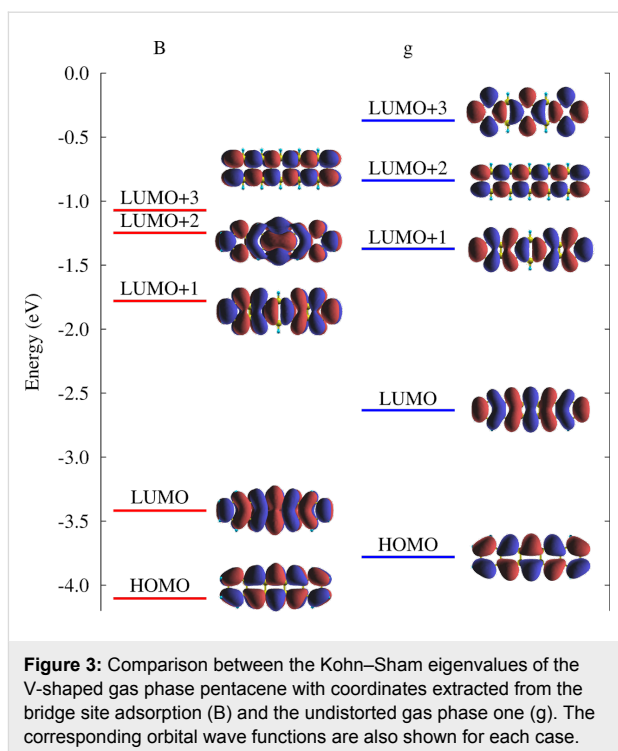 B
g
0.0
-0.5
-1.0
-1.5
-2.0
-2.5
-3.0
-3.5
-4.0
Energy (eV)
LUMO+3
LUMO+2
LUMO+1
LUMO
HOMO
LUMO+3
LUMO+2
LUMO+1
LUMO
HOMO
Figure 3: Comparison between the Kohn–Sham eigenvalues of the
V-shaped gas phase pentacene with coordinates extracted from the
bridge site adsorption (B) and the undistorted gas phase one (g). The
corresponding orbital wave functions are also shown for each case.